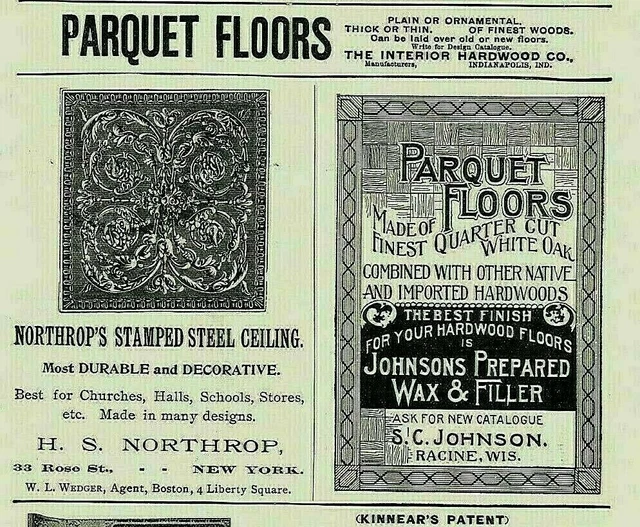 PARQUET FLOORS
PLAIN OR ORNAMENTAL,
THICK OR THIN. OF FINEST WOODS.
Can be laid over old or new floors.
Write for Design Catalogue.
THE INTERIOR HARDWOOD CO.,
Manufacturers, INDIANAPOLIS, IND.
NORTHROP'S STAMPED STEEL CEILING.
Most DURABLE and DECORATIVE.
Best for Churches, Halls, Schools, Stores,
etc. Made in many designs.
H. S. NORTHROP,
33 Rose St., - - NEW YORK.
W. L. WEDGER, Agent, Boston, 4 Liberty Square.
PARQUET
FLOORS
MADE OF
FINEST QUARTER CUT
WHITE OAK
COMBINED WITH OTHER NATIVE
AND IMPORTED HARDWOODS
THE BEST FINISH
FOR YOUR HARDWOOD FLOORS
IS
JOHNSONS PREPARED
WAX & FILLER
ASK FOR NEW CATALOGUE
S. C. JOHNSON.
RACINE, WIS.
(KINNEAR'S PATENT)